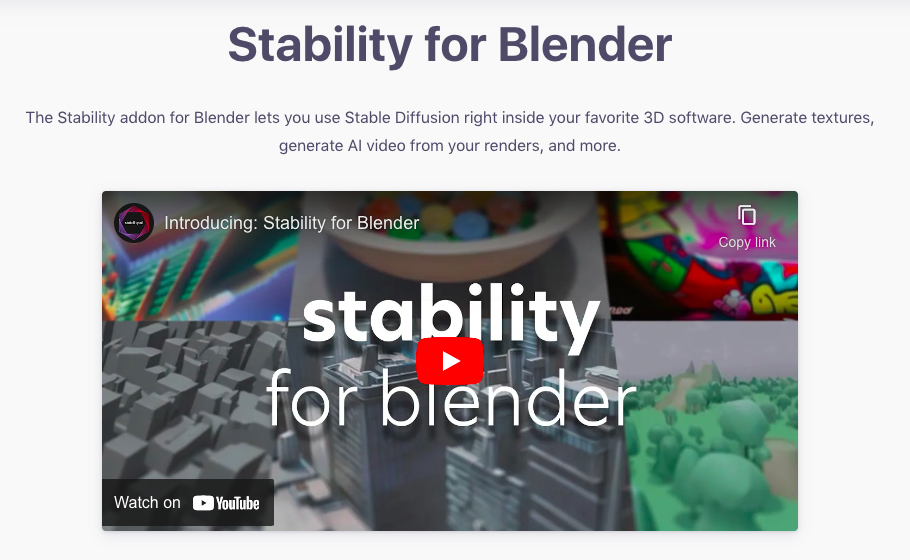 Stability for Blender
The Stability addon for Blender lets you use Stable Diffusion right inside your favorite 3D software. Generate textures,
generate AI video from your renders, and more.
stability.ai
Introducing: Stability for Blender
Copy link
stability
for blender
Watch on YouTube